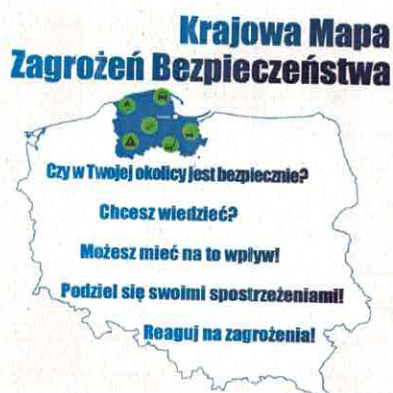 Krajowa Mapa
Zagrożeń Bezpieczeństwa
Czy w Twojej okolicy jest bezpiecznie?
Chcesz wiedzieć?
Możesz mieć na to wpływ!
Podziel się swoimi spostrzeżeniami!
Reaguj na zagrożenia!